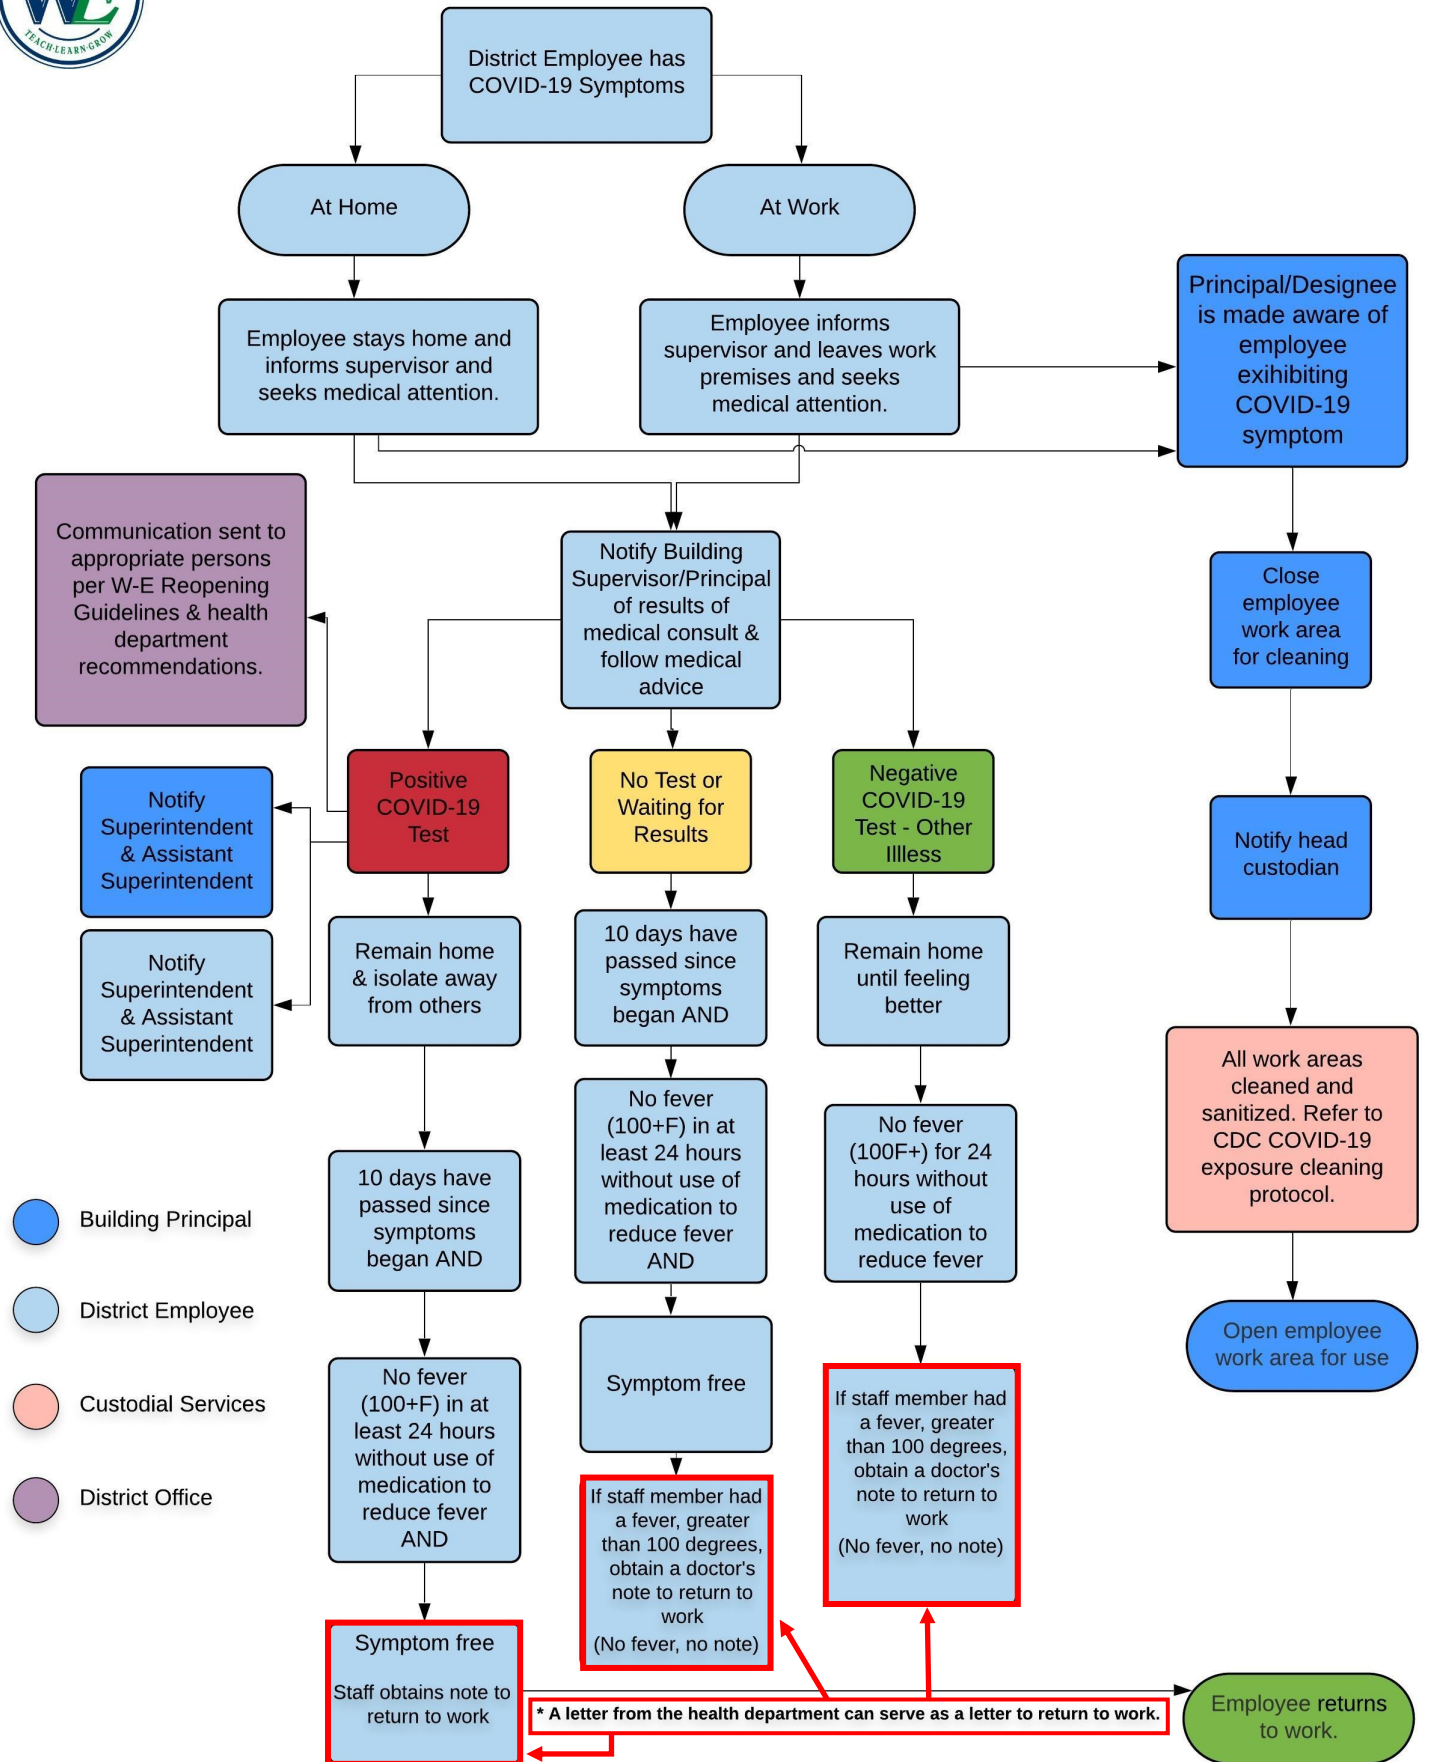 WE
TEACH·LEARN·GROW
District Employee has
COVID-19 Symptoms
At Home
At Work
Employee stays home and
informs supervisor and
seeks medical attention.
Employee informs
supervisor and leaves work
premises and seeks
medical attention.
Principal/Designee
is made aware of
employee
exihibiting
COVID-19
symptom
Communication sent to
appropriate persons
per W-E Reopening
Guidelines & health
department
recommendations.
Notify Building
Supervisor/Principal
of results of
medical consult &
follow medical
advice
Close
employee
work area
for cleaning
Notify
Superintendent
& Assistant
Superintendent
Positive
COVID-19
Test
No Test or
Waiting for
Results
Negative
COVID-19
Test - Other
Illless
Notify head
custodian
Notify
Superintendent
& Assistant
Superintendent
Remain home
& isolate away
from others
10 days have
passed since
symptoms
began AND
Remain home
until feeling
better
All work areas
cleaned and
sanitized. Refer to
CDC COVID-19
exposure cleaning
protocol.
10 days have
passed since
symptoms
began AND
No fever
(100+F) in at
least 24 hours
without use of
medication to
reduce fever
AND
No fever
(100F+) for 24
hours without
use of
medication to
reduce fever
Building Principal
District Employee
Custodial Services
District Office
Open employee
work area for use
No fever
(100+F) in at
least 24 hours
without use of
medication to
reduce fever
AND
Symptom free
If staff member had
a fever, greater
than 100 degrees,
obtain a doctor's
note to return to
work
(No fever, no note)
If staff member had
a fever, greater
than 100 degrees,
obtain a doctor's
note to return to
work
(No fever, no note)
Symptom free
Staff obtains note to
return to work
* A letter from the health department can serve as a letter to return to work.
Employee returns
to work.